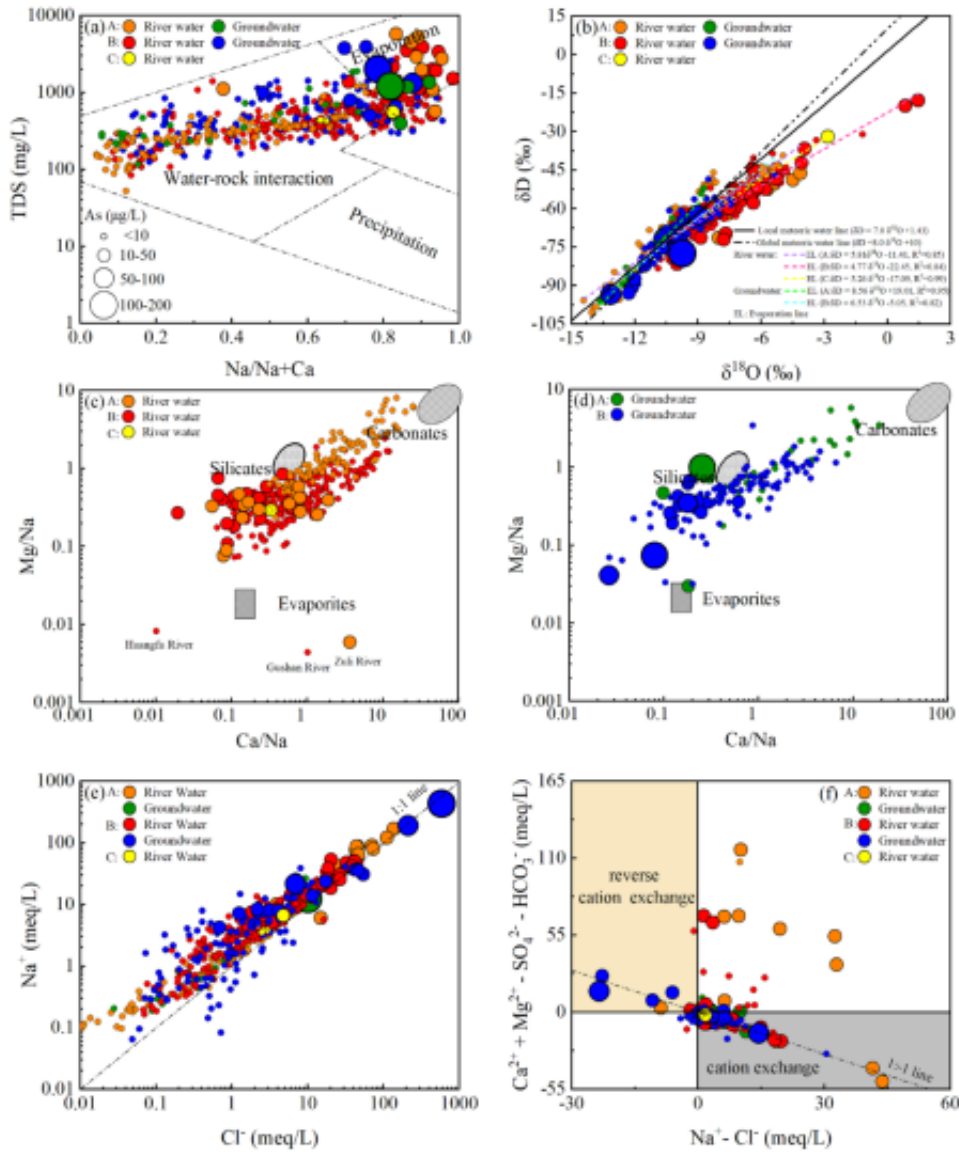 (a) A: River water Groundwater
B: River water Groundwater
C: River water
Evaporation
Water-rock interaction
Precipitation
As (μg/L)
<10
10-50
50-100
100-200
10000
1000
100
10
1
TDS (mg/L)
0.0 0.2 0.4 0.6 0.8 1.0
Na/Na+Ca
(b) A: River water Groundwater
B: River water Groundwater
C: River water
0
-15
-30
-45
-60
-75
-90
-105
δD (‰)
Local meteoric water line
Global meteoric water line
River water:
Groundwater:
EL: Evaporation line
-15 -12 -9 -6 -3 0 3
δ¹⁸O (‰)
(c) A: River water
B: River water
C: River water
Silicates
Carbonates
Evaporites
Huangfu River
Gushan River
Zuli River
10
1
0.1
0.01
0.001
Mg/Na
0.001 0.01 0.1 1 10 100
Ca/Na
(d) A: Groundwater
B: Groundwater
Silicates
Carbonates
Evaporites
10
1
0.1
0.01
0.001
Mg/Na
0.01 0.1 1 10 100
Ca/Na
(e) A: River Water
Groundwater
B: River Water
Groundwater
C: River Water
1:1 line
1000
100
10
1
0.1
0.01
Na⁺ (meq/L)
0.01 0.1 1 10 100 1000
Cl⁻ (meq/L)
(f)
A: River water
Groundwater
B: River water
Groundwater
C: River water
reverse
cation exchange
cation exchange
165
110
55
0
-55
Ca²⁺ + Mg²⁺ - SO₄²⁻ - HCO₃⁻ (meq/L)
-30 0 30 60
Na⁺- Cl⁻ (meq/L)